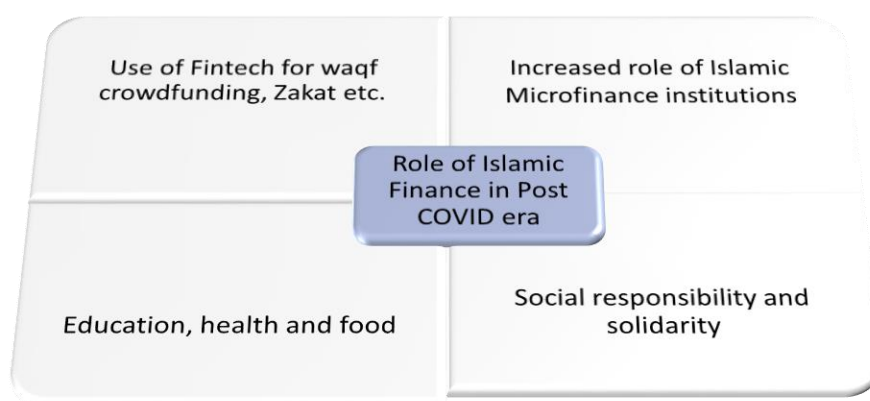 Use of Fintech for waqf
crowdfunding, Zakat etc.
Increased role of Islamic
Microfinance institutions
Role of Islamic
Finance in Post
COVID era
Education, health and food
Social responsibility and
solidarity